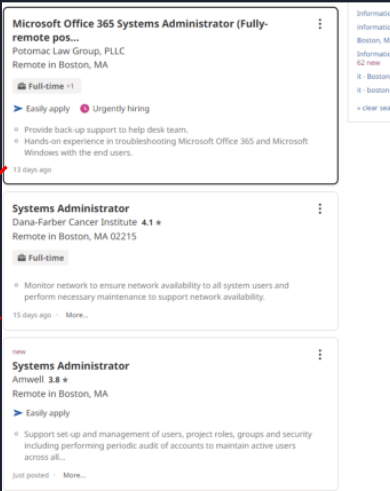 Microsoft Office 365 Systems Administrator (Fully-
remote pos...
Potomac Law Group, PLLC
Remote in Boston, MA
Full-time +1
Easily apply Urgently hiring
Provide back-up support to help desk team.
Hands-on experience in troubleshooting Microsoft Office 365 and Microsoft
Windows with the end users.
13 days ago
Systems Administrator
Dana-Farber Cancer Institute 4.1 ★
Remote in Boston, MA 02215
Full-time
Monitor network to ensure network availability to all system users and
perform necessary maintenance to support network availability.
15 days ago · More...
new
Systems Administrator
Amwell 3.8 ★
Remote in Boston, MA
Easily apply
Support set-up and management of users, project roles, groups and security
including performing periodic audit of accounts to maintain active users
across all...
Just posted · More...
Informatio
informatio
Boston, M
Informatio
62 new
it - Boston
it - boston
« clear sea